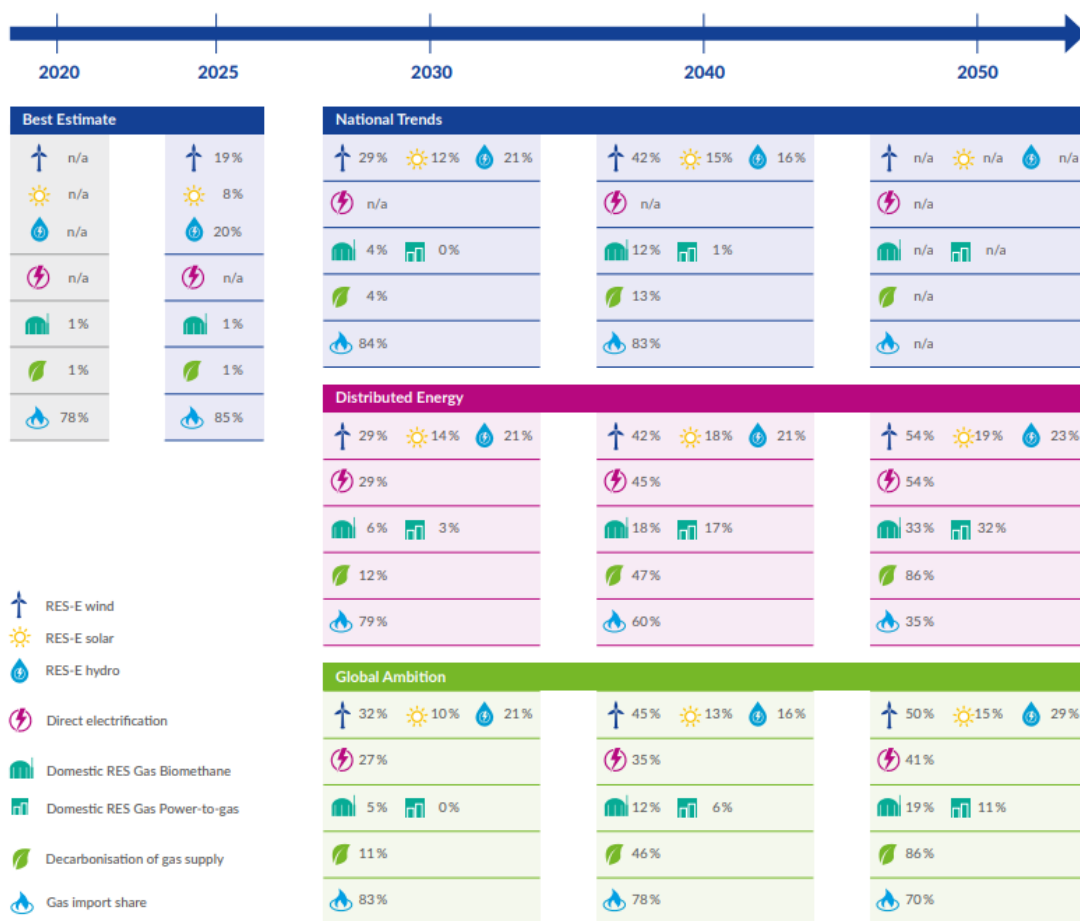 2020 2025 2030 2040 2050
Best Estimate National Trends
n/a 19% 29% 12% 21% 42% 15% 16% n/a n/a n/a
n/a 8% n/a n/a n/a
n/a 20% 4% 0% 12% 1% n/a n/a
n/a n/a 4% 13% n/a
1% 1% 84% 83% n/a
1% 1%
78% 85%
Distributed Energy
29% 14% 21% 42% 18% 21% 54% 19% 23%
29% 45% 54%
6% 3% 18% 17% 33% 32%
12% 47% 86%
79% 60% 35%
RES-E wind
RES-E solar
RES-E hydro
Direct electrification
Domestic RES Gas Biomethane
Domestic RES Gas Power-to-gas
Decarbonisation of gas supply
Gas import share
Global Ambition
32% 10% 21% 45% 13% 16% 50% 15% 29%
27% 35% 41%
5% 0% 12% 6% 19% 11%
11% 46% 86%
83% 78% 70%